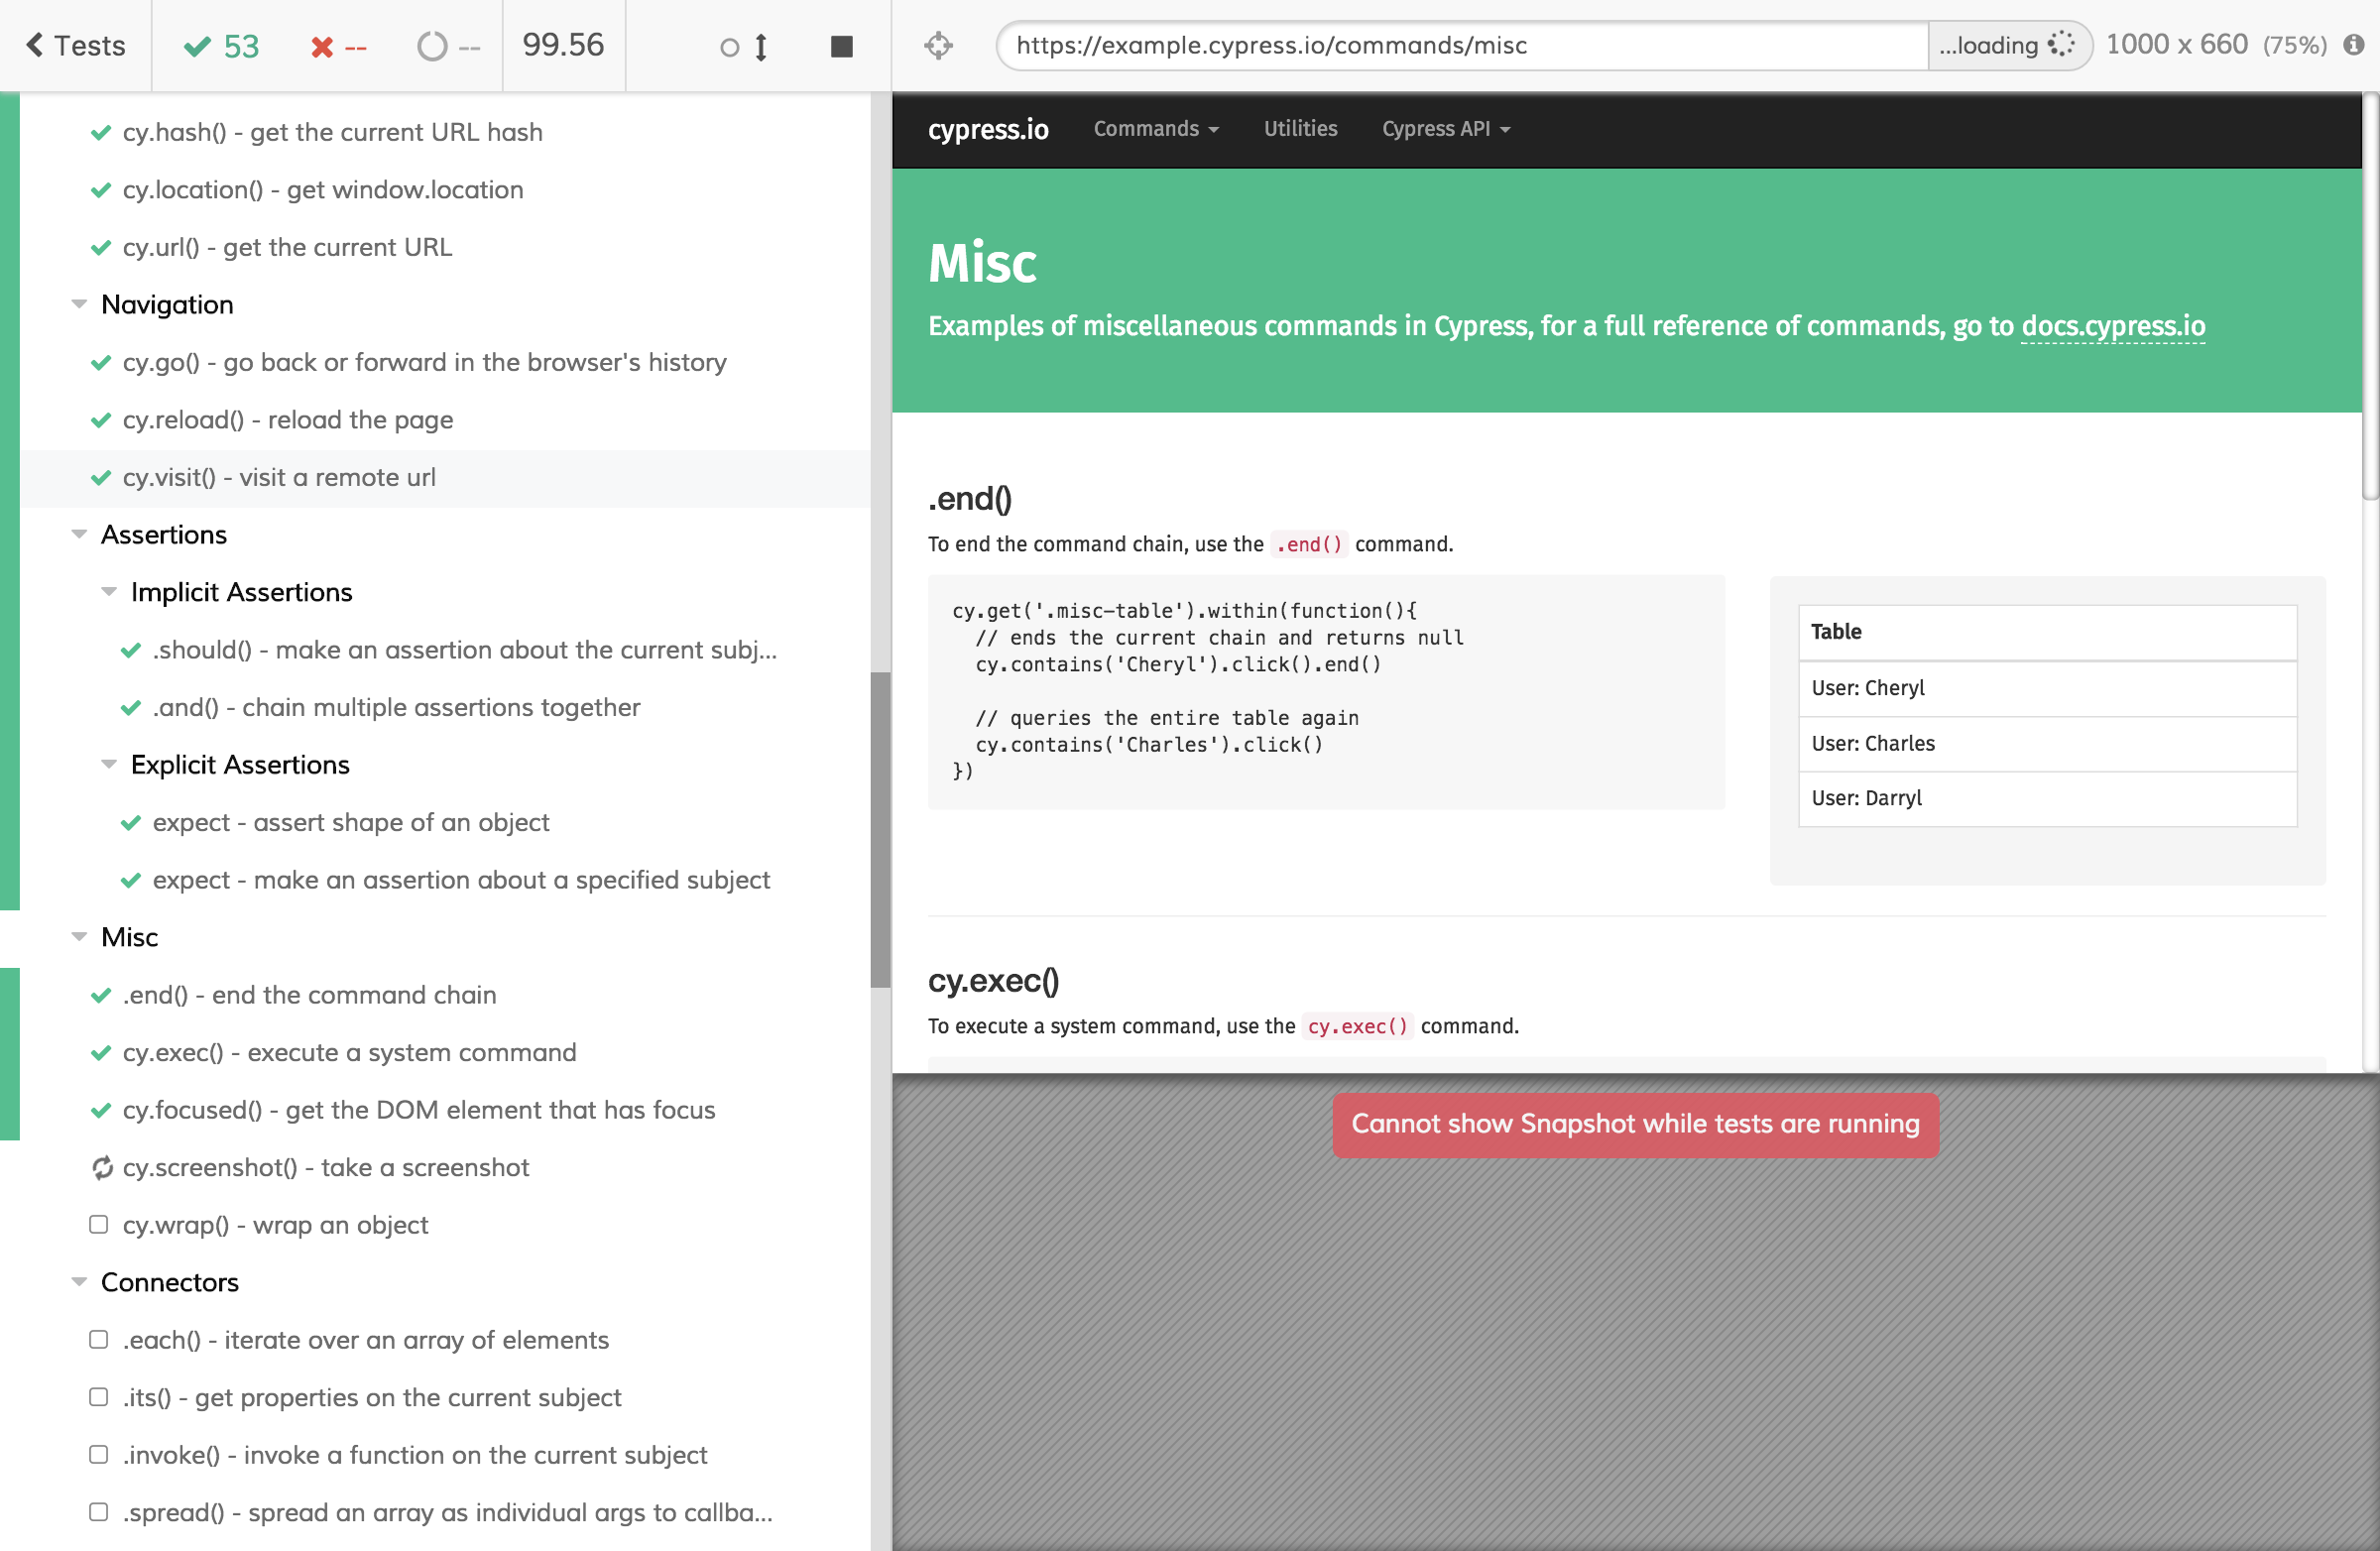 Tests
53
--
--
99.56
https://example.cypress.io/commands/misc
...loading
1000 x 660 (75%)
cy.hash() - get the current URL hash
cy.location() - get window.location
cy.url() - get the current URL
Navigation
cy.go() - go back or forward in the browser's history
cy.reload() - reload the page
cy.visit() - visit a remote url
Assertions
Implicit Assertions
.should() - make an assertion about the current subj...
.and() - chain multiple assertions together
Explicit Assertions
expect - assert shape of an object
expect - make an assertion about a specified subject
Misc
.end() - end the command chain
cy.exec() - execute a system command
cy.focused() - get the DOM element that has focus
cy.screenshot() - take a screenshot
cy.wrap() - wrap an object
Connectors
.each() - iterate over an array of elements
.its() - get properties on the current subject
.invoke() - invoke a function on the current subject
.spread() - spread an array as individual args to callba...
cypress.io
Commands
Utilities
Cypress API
Misc
Examples of miscellaneous commands in Cypress, for a full reference of commands, go to docs.cypress.io
.end()
To end the command chain, use the .end() command.
cy.get('.misc-table').within(function(){
// ends the current chain and returns null
cy.contains('Cheryl').click().end()
// queries the entire table again
cy.contains('Charles').click()
})
Table
User: Cheryl
User: Charles
User: Darryl
cy.exec()
To execute a system command, use the cy.exec() command.
Cannot show Snapshot while tests are running